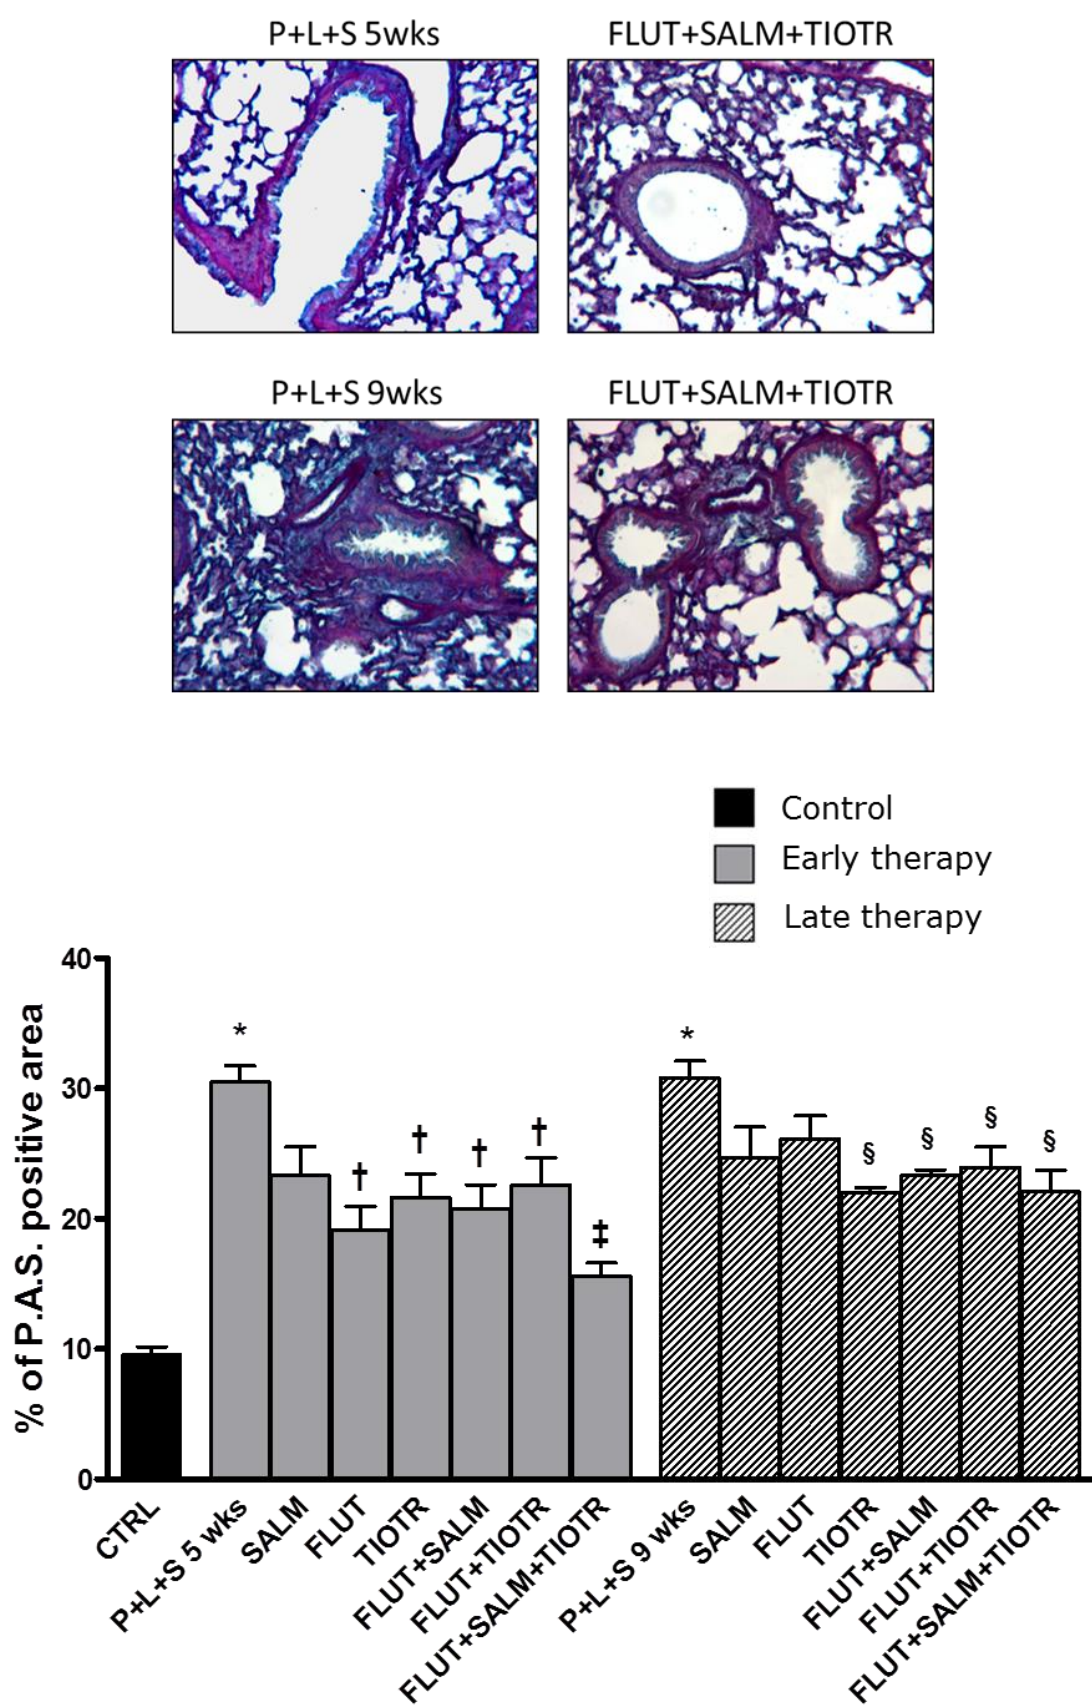 P+L+S 5wks
FLUT+SALM+TIOTR
P+L+S 9wks
FLUT+SALM+TIOTR
Control
Early therapy
Late therapy
% of P.A.S. positive area
40
30
20
10
0
*
†
†
†
†
‡
*
§
§
§
§
CTRL
P+L+S 5 wks
SALM
FLUT
TIOTR
FLUT+SALM
FLUT+TIOTR
FLUT+SALM+TIOTR
P+L+S 9 wks
SALM
FLUT
TIOTR
FLUT+SALM
FLUT+TIOTR
FLUT+SALM+TIOTR